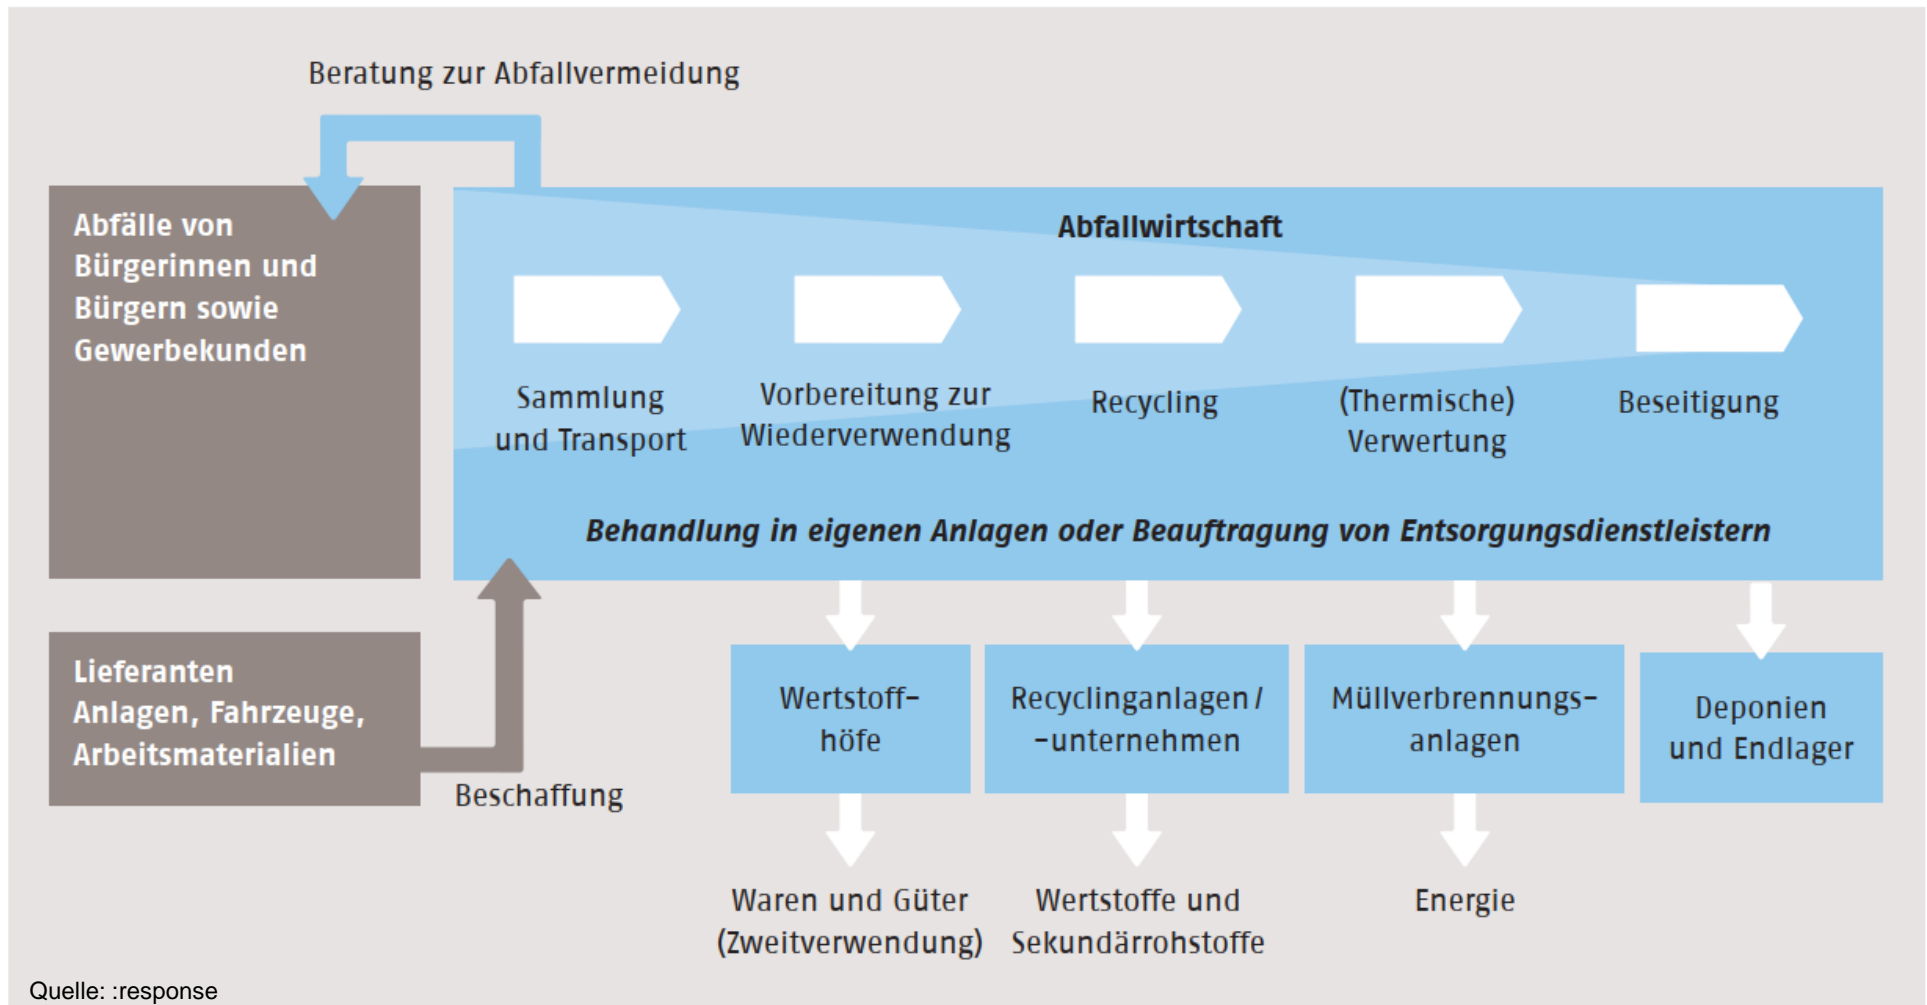 Beratung zur Abfallvermeidung
Abfälle von
Bürgerinnen und
Bürgern sowie
Gewerbekunden
Abfallwirtschaft
Sammlung
und Transport
Vorbereitung zur
Wiederverwendung
Recycling
(Thermische)
Verwertung
Beseitigung
Behandlung in eigenen Anlagen oder Beauftragung von Entsorgungsdienstleistern
Lieferanten
Anlagen, Fahrzeuge,
Arbeitsmaterialien
Beschaffung
Wertstoff-
höfe
Recyclinganlagen/
-unternehmen
Müllverbrennungs-
anlagen
Deponien
und Endlager
Waren und Güter
(Zweitverwendung)
Wertstoffe und
Sekundärrohstoffe
Energie
Quelle: :response